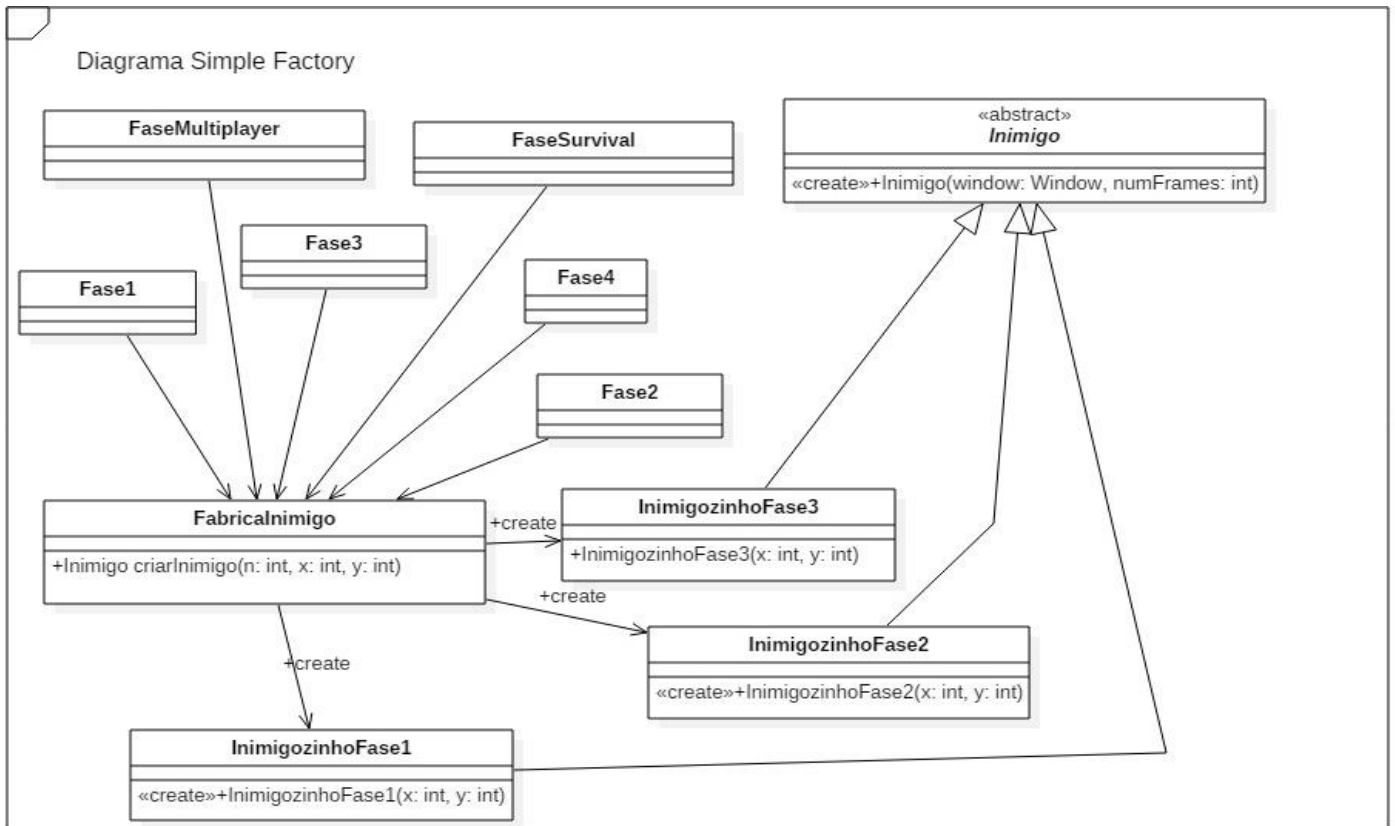 Diagrama Simple Factory
FaseMultiplayer
FaseSurvival
«abstract»
Inimigo
«create»+Inimigo(window: Window, numFrames: int)
Fase3
Fase1
Fase4
Fase2
FabricaInimigo
+Inimigo criarInimigo(n: int, x: int, y: int)
+create
InimigozinhoFase3
+InimigozinhoFase3(x: int, y: int)
+create
InimigozinhoFase2
«create»+InimigozinhoFase2(x: int, y: int)
+create
InimigozinhoFase1
«create»+InimigozinhoFase1(x: int, y: int)